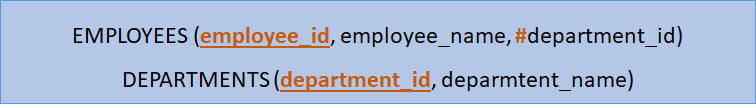 EMPLOYEES (employee_id, employee_name, #department_id)
DEPARTMENTS (department_id, deparmtent_name)